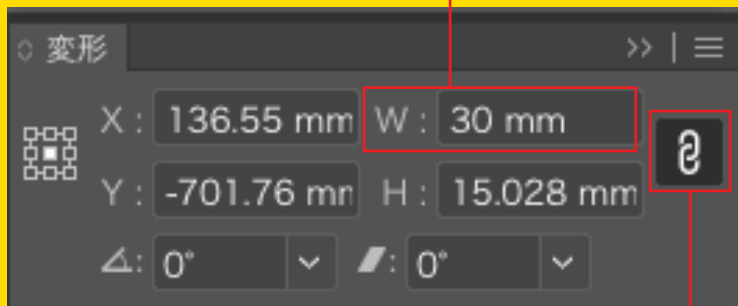 変形
X : 136.55 mm W : 30 mm
Y : -701.76 mm H : 15.028 mm
0° 0°